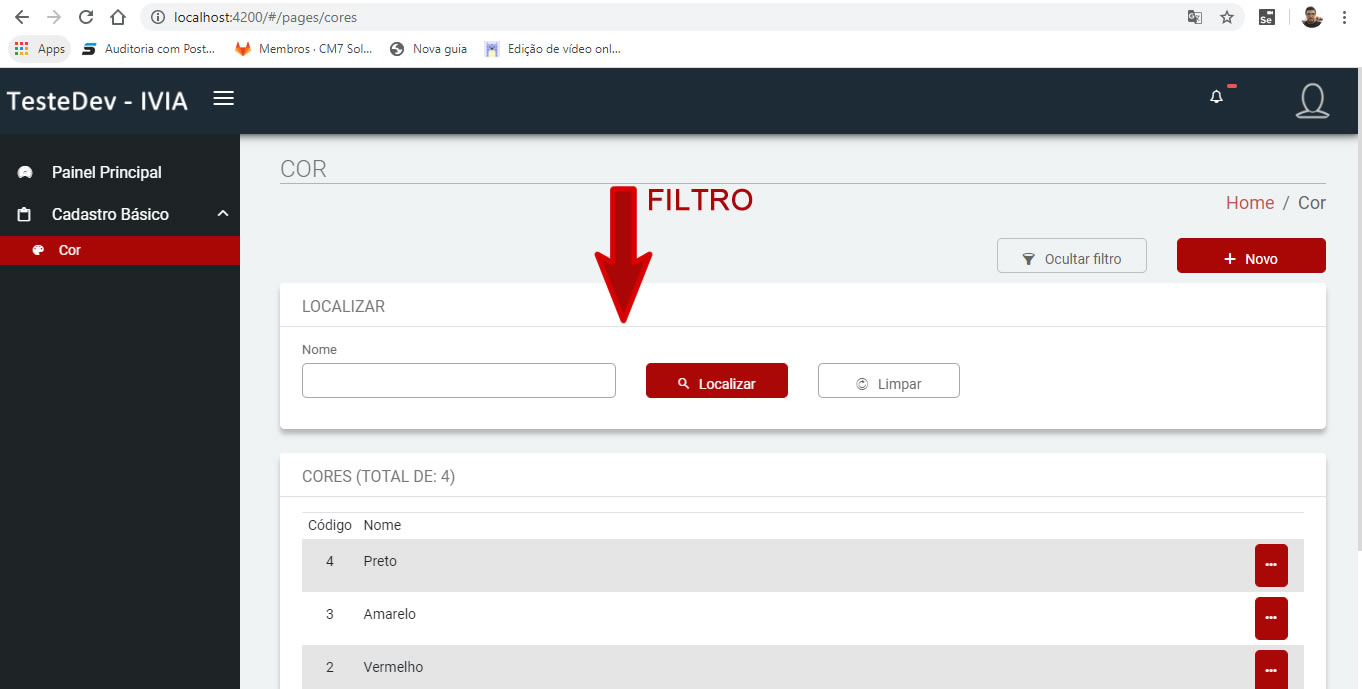 localhost:4200/#/pages/cores
Se
Apps Auditoria com Post... Membros · CM7 Sol... Nova guia Edição de vídeo onl...
TesteDev - IVIA
Painel Principal
Cadastro Básico
Cor
COR
FILTRO
Home / Cor
Ocultar filtro
+ Novo
LOCALIZAR
Nome
Localizar
Limpar
CORES (TOTAL DE: 4)
Código Nome
4 Preto ...
3 Amarelo ...
2 Vermelho ...